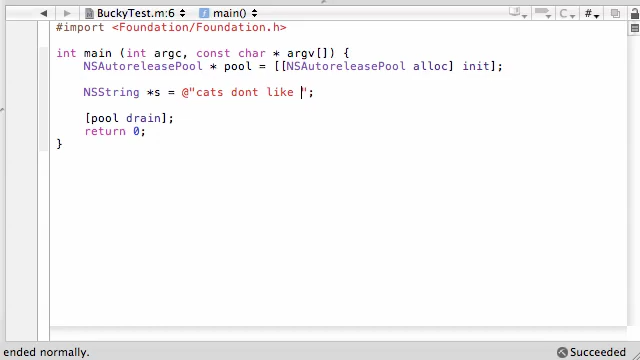 BuckyTest.m:6 main() C #
#import <Foundation/Foundation.h>
int main (int argc, const char * argv[]) {
NSAutoreleasePool * pool = [[NSAutoreleasePool alloc] init];
NSString *s = @"cats dont like ";
[pool drain];
return 0;
}
ended normally. Succeeded